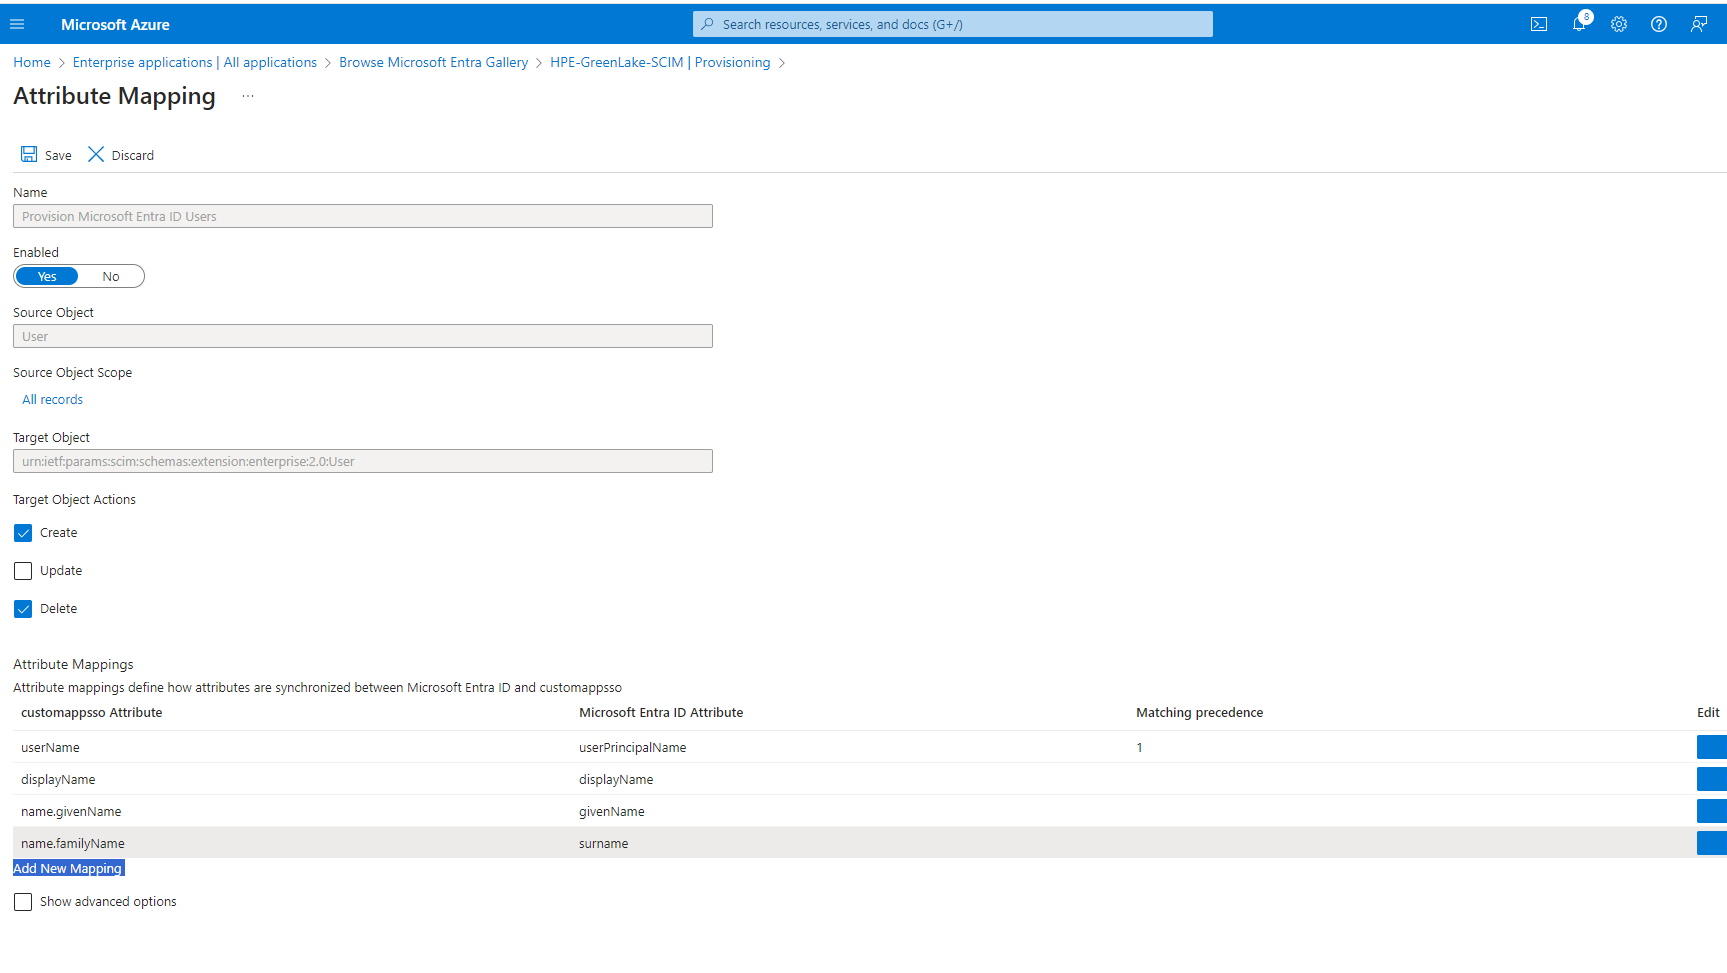 Microsoft Azure
Search resources, services, and docs (G+/)
8
Home > Enterprise applications | All applications > Browse Microsoft Entra Gallery > HPE-GreenLake-SCIM | Provisioning >
Attribute Mapping ...
Save Discard
Name
Provision Microsoft Entra ID Users
Enabled
Yes No
Source Object
User
Source Object Scope
All records
Target Object
urn:ietf:params:scim:schemas:extension:enterprise:2.0:User
Target Object Actions
Create
Update
Delete
Attribute Mappings
Attribute mappings define how attributes are synchronized between Microsoft Entra ID and customappsso
customappsso Attribute Microsoft Entra ID Attribute Matching precedence Edit
userName userPrincipalName 1
displayName displayName
name.givenName givenName
name.familyName surname
Add New Mapping
Show advanced options